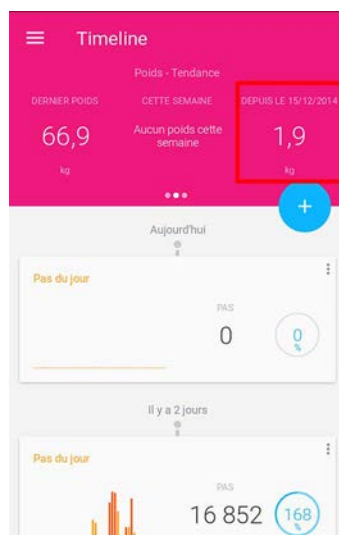 Timeline
Poids - Tendance
DERNIER POIDS CETTE SEMAINE DEPUIS LE 15/12/2014
66,9 Aucun poids cette semaine 1,9
kg kg
Aujourd'hui
Pas du jour
PAS
0 0 %
Il y a 2 jours
Pas du jour
PAS
16 852 168 %